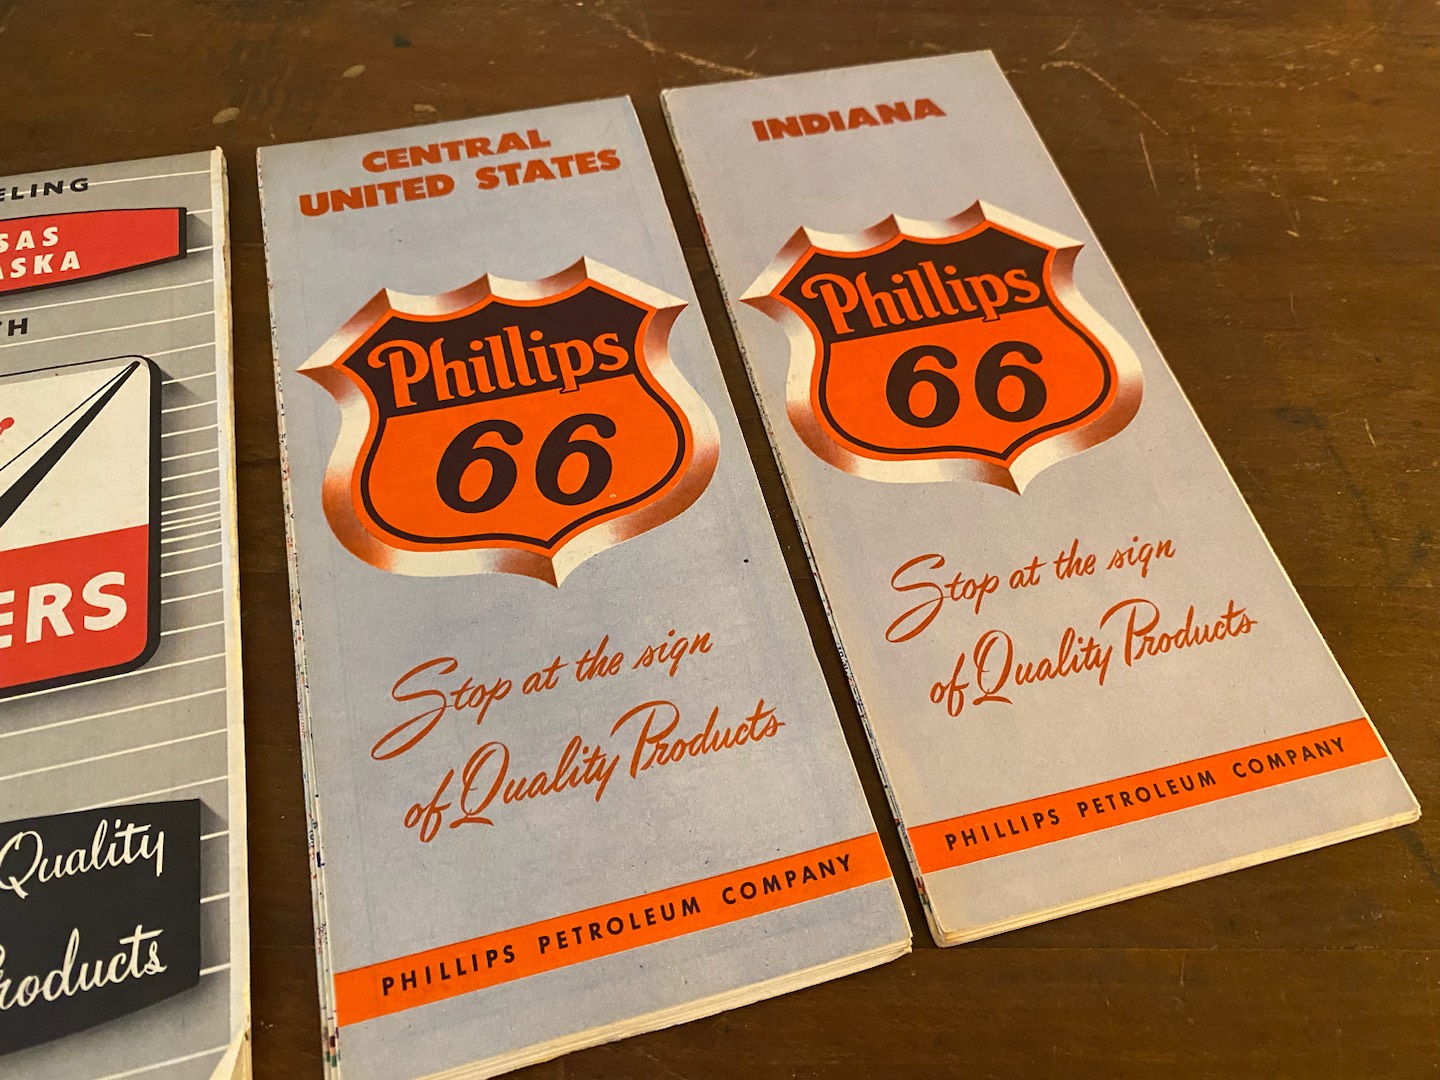 CENTRAL
UNITED STATES
Phillips
66
Stop at the sign
of Quality Products
PHILLIPS PETROLEUM COMPANY
INDIANA
Phillips
66
Stop at the sign
of Quality Products
PHILLIPS PETROLEUM COMPANY
Quality